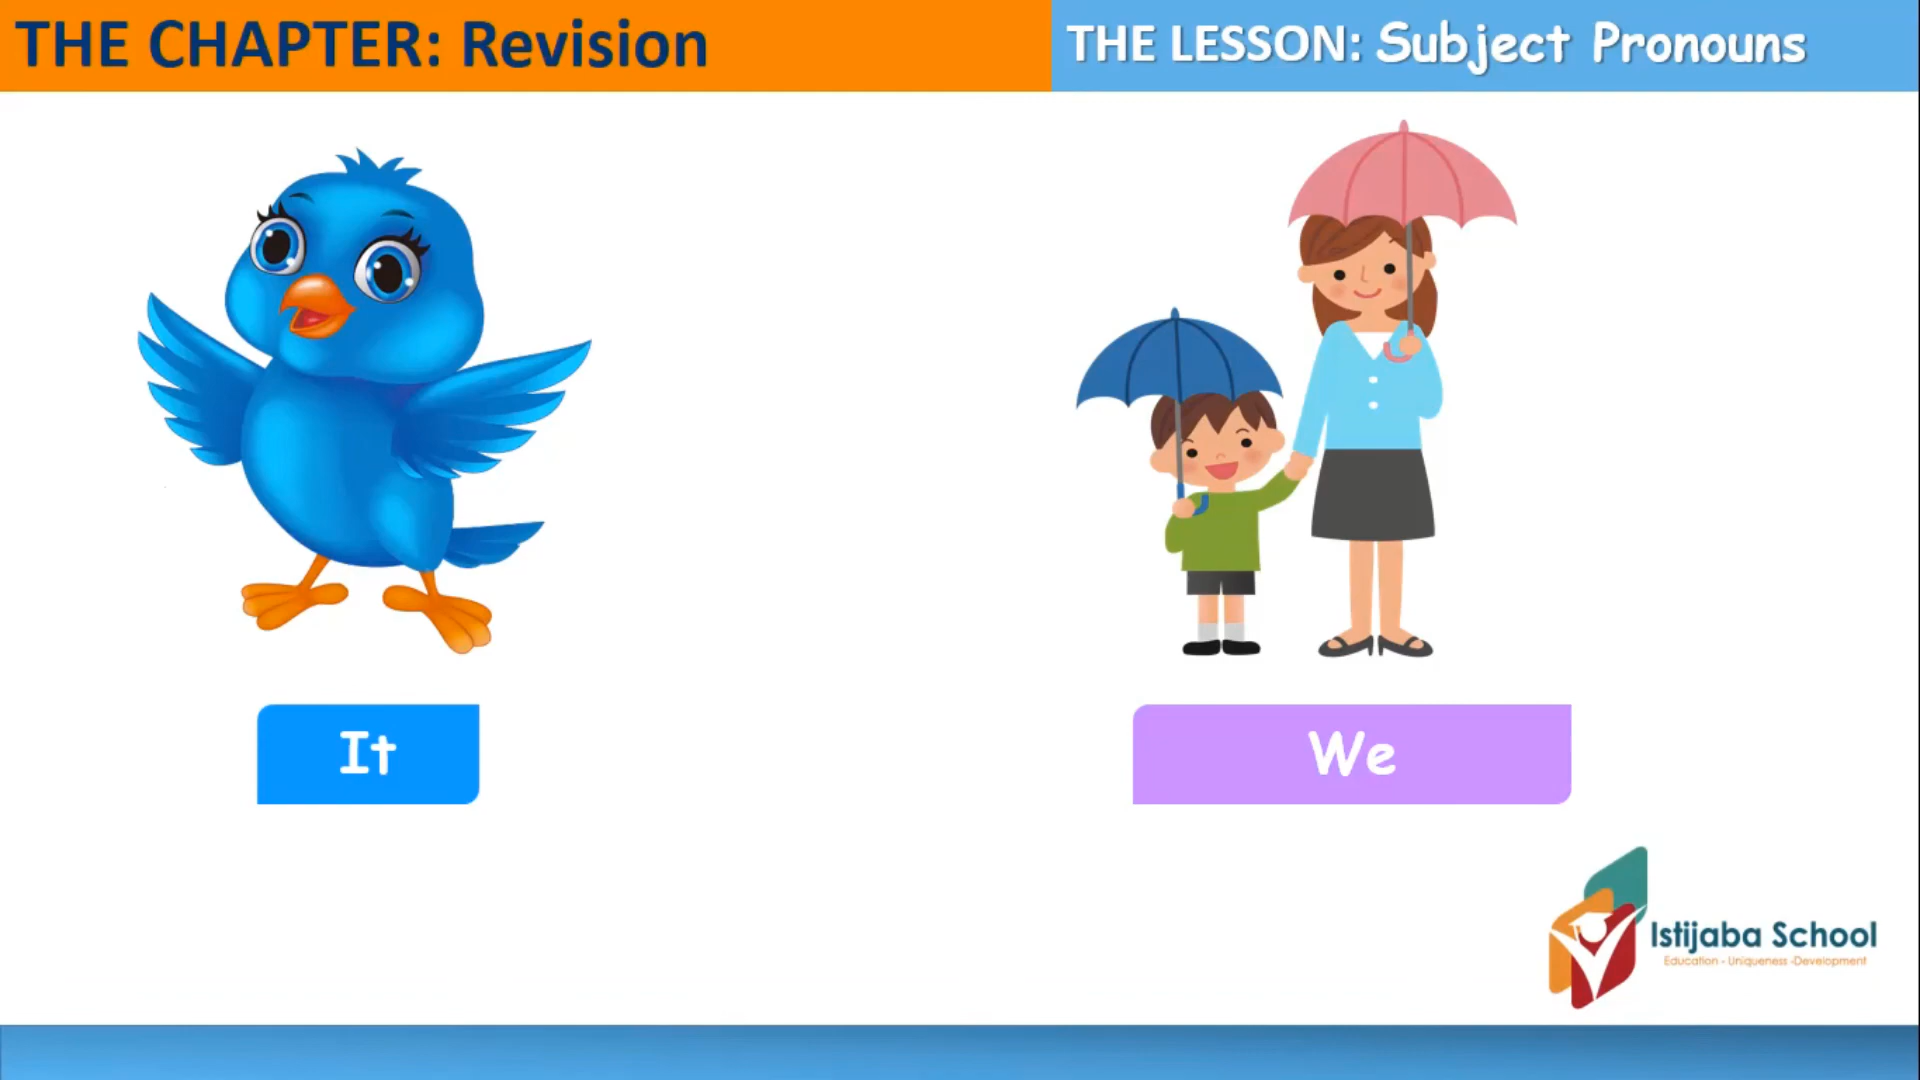 THE CHAPTER: Revision
THE LESSON: Subject Pronouns
It
We
Istijaba School
Education - Uniqueness -Development